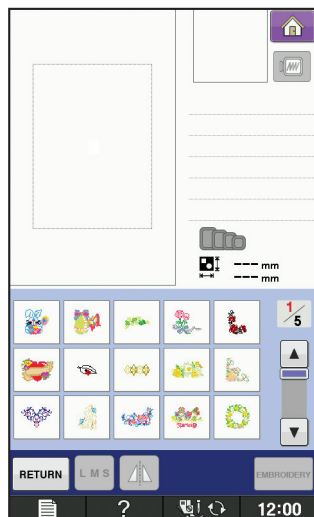 --- mm
--- mm
1/5
RETURN
L M S
EMBROIDERY
?
12:00